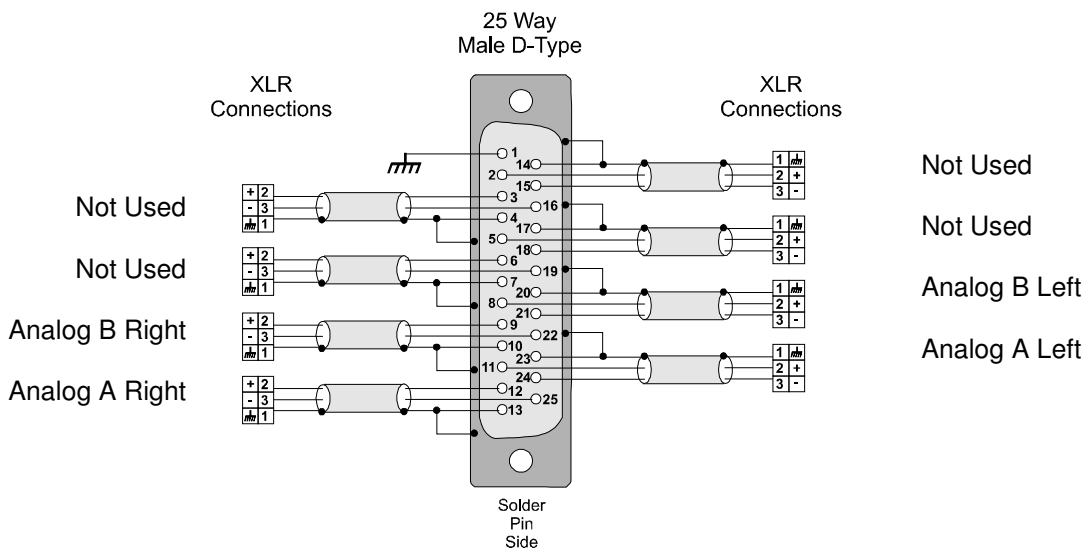 25 Way
Male D-Type
XLR
Connections
XLR
Connections
1
14
2
15
3
16
4
17
5
18
6
19
7
20
8
21
9
22
10
23
11
24
12
25
13
Not Used
+ 2
- 3
1
Not Used
+ 2
- 3
1
Analog B Right
+ 2
- 3
1
Analog A Right
+ 2
- 3
1
1
2 +
3 -
Not Used
1
2 +
3 -
Not Used
1
2 +
3 -
Analog B Left
1
2 +
3 -
Analog A Left
Solder
Pin
Side